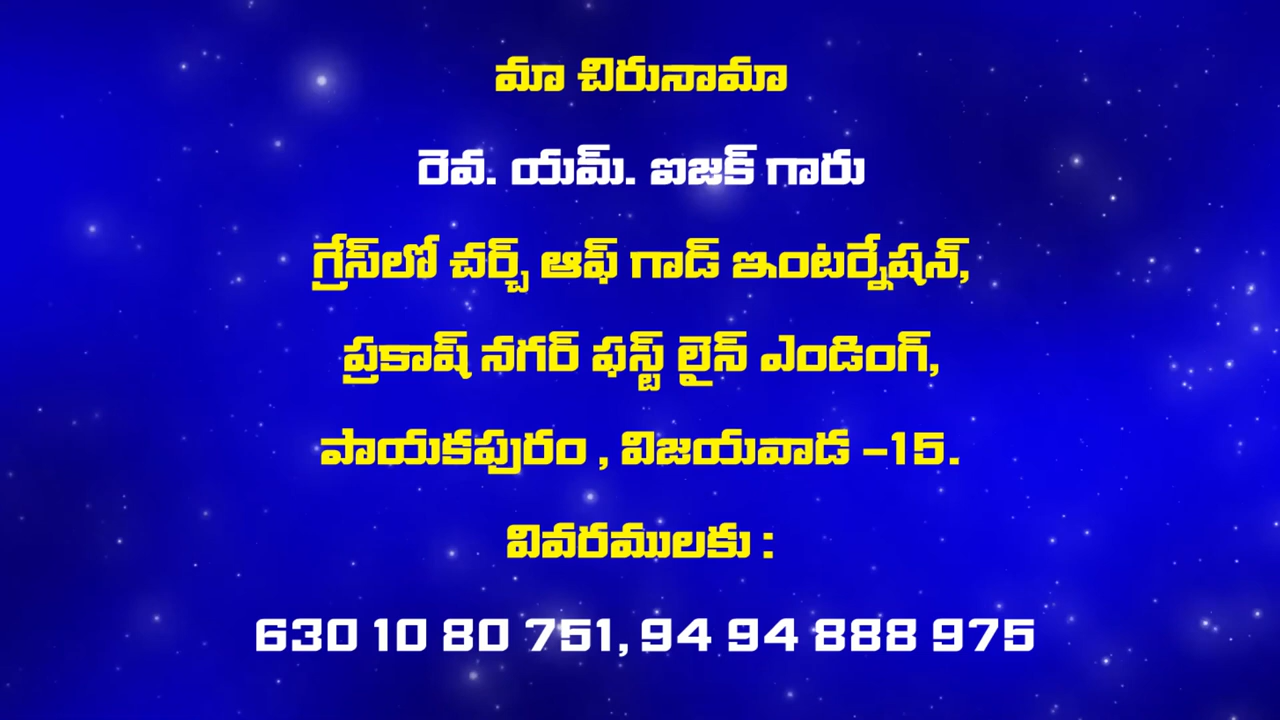 మా చిరునామా
రెవ. యమ్. ఐజక్ గారు
గ్రేస్‌లో చర్చ్ ఆఫ్ గాడ్ ఇంటర్నేషన్,
ప్రకాష్ నగర్ ఫస్ట్ లైన్ ఎండింగ్,
పాయకపురం , విజయవాడ –15.
వివరములకు :
630 10 80 751, 94 94 888 975